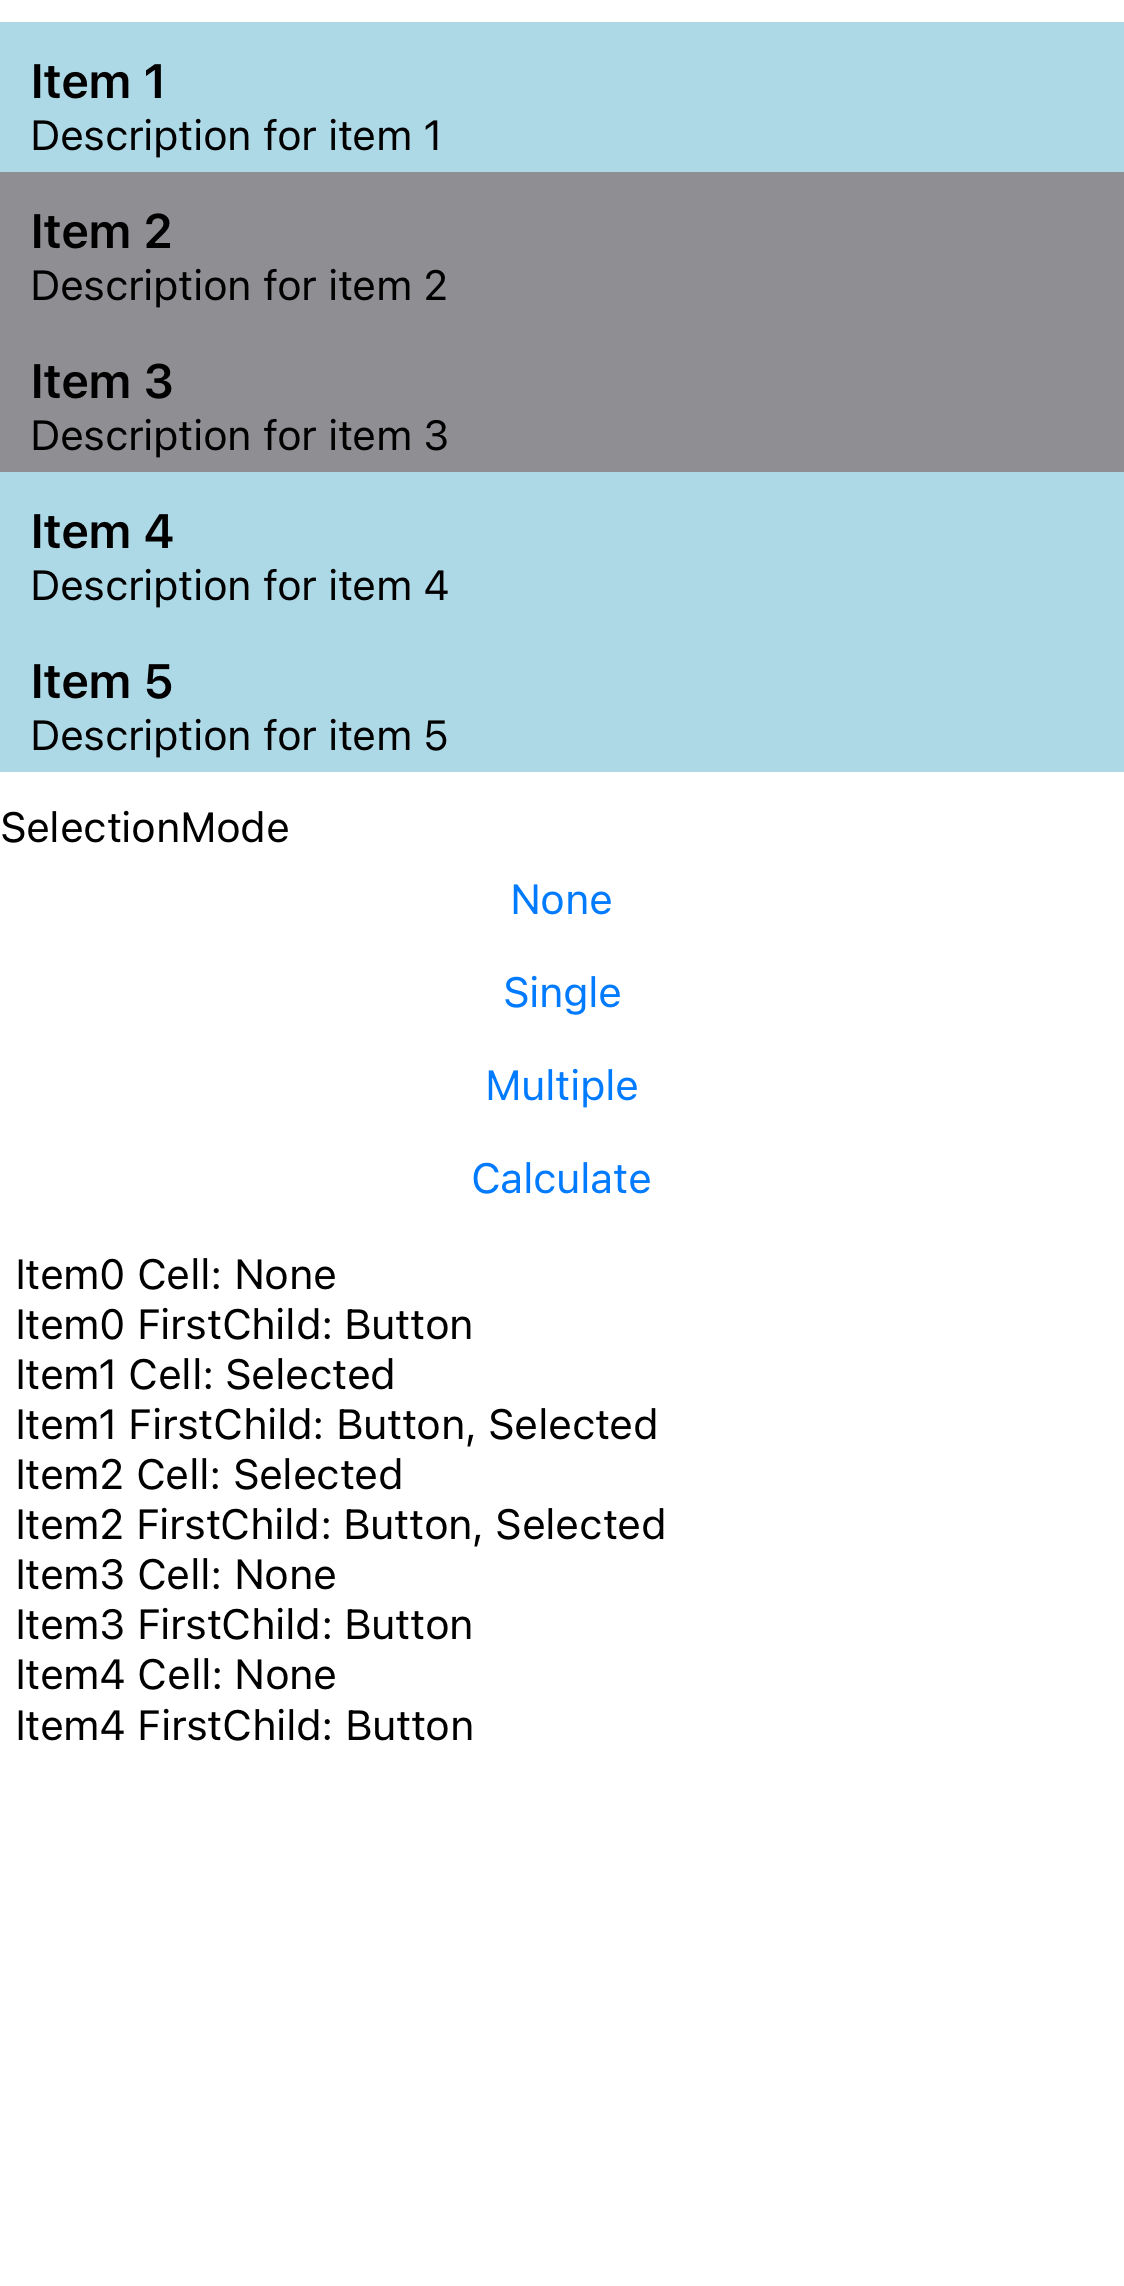 Item 1
Description for item 1
Item 2
Description for item 2
Item 3
Description for item 3
Item 4
Description for item 4
Item 5
Description for item 5
SelectionMode
None
Single
Multiple
Calculate
Item0 Cell: None
Item0 FirstChild: Button
Item1 Cell: Selected
Item1 FirstChild: Button, Selected
Item2 Cell: Selected
Item2 FirstChild: Button, Selected
Item3 Cell: None
Item3 FirstChild: Button
Item4 Cell: None
Item4 FirstChild: Button